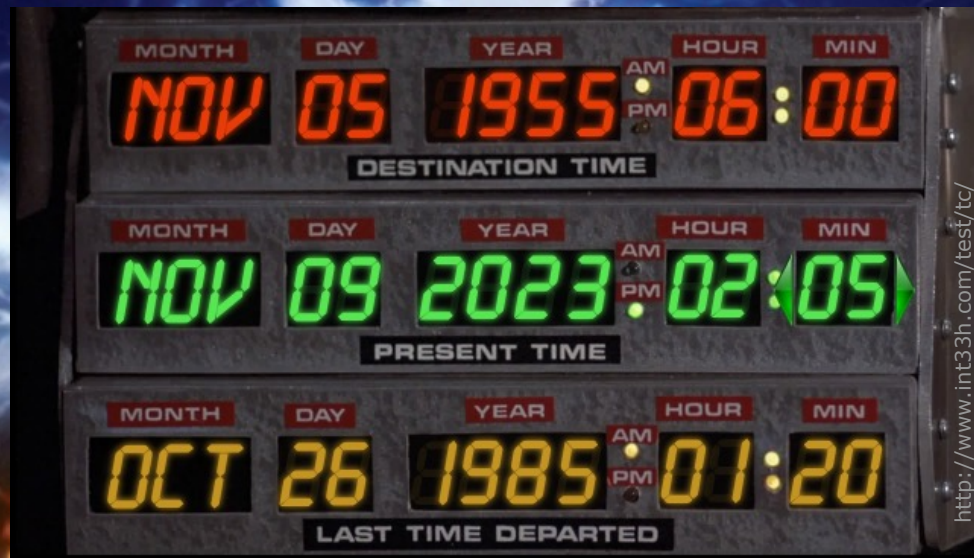 MONTH DAY YEAR HOUR MIN
NOV 05 1955 AM PM 06 : 00
DESTINATION TIME
MONTH DAY YEAR HOUR MIN
NOV 09 2023 AM PM 02 : 05
PRESENT TIME
MONTH DAY YEAR HOUR MIN
OCT 26 1985 AM PM 01 : 20
LAST TIME DEPARTED
http://www.int33h.com/test/tc/